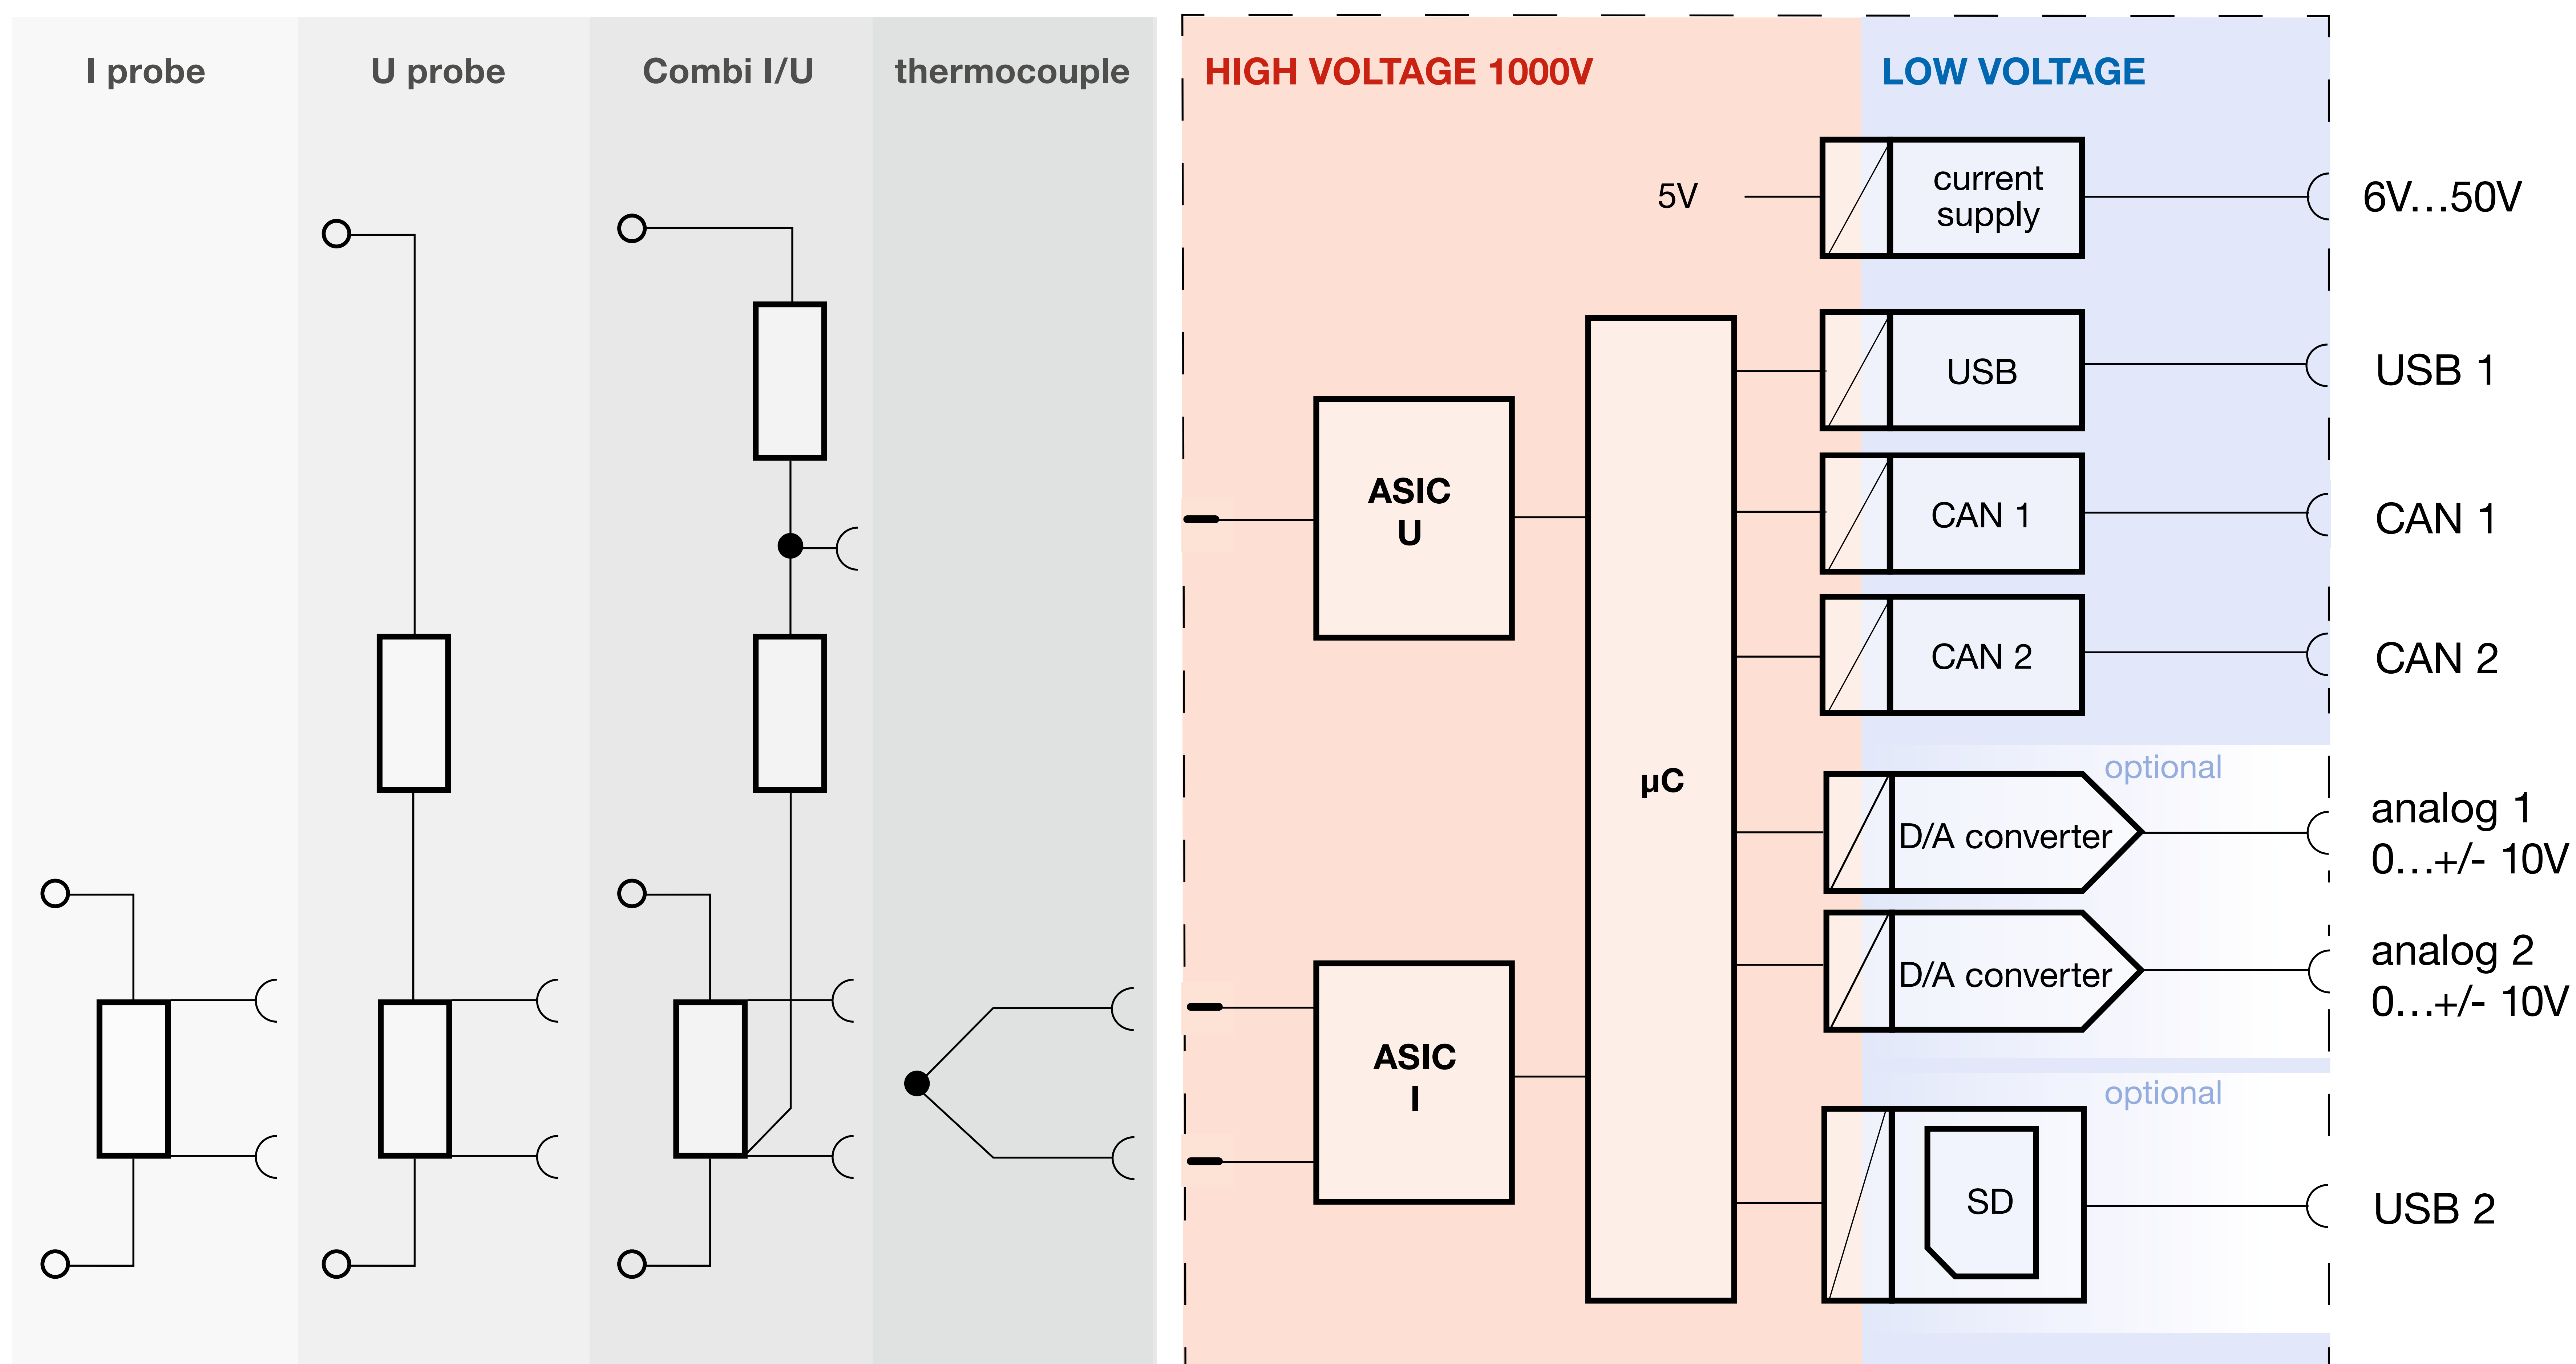 I probe
U probe
Combi I/U
thermocouple
HIGH VOLTAGE 1000V
LOW VOLTAGE
5V
current
supply
6V...50V
USB
USB 1
ASIC
U
CAN 1
CAN 1
CAN 2
CAN 2
µC
optional
D/A converter
analog 1
0...+/- 10V
D/A converter
analog 2
0...+/- 10V
ASIC
I
optional
SD
USB 2